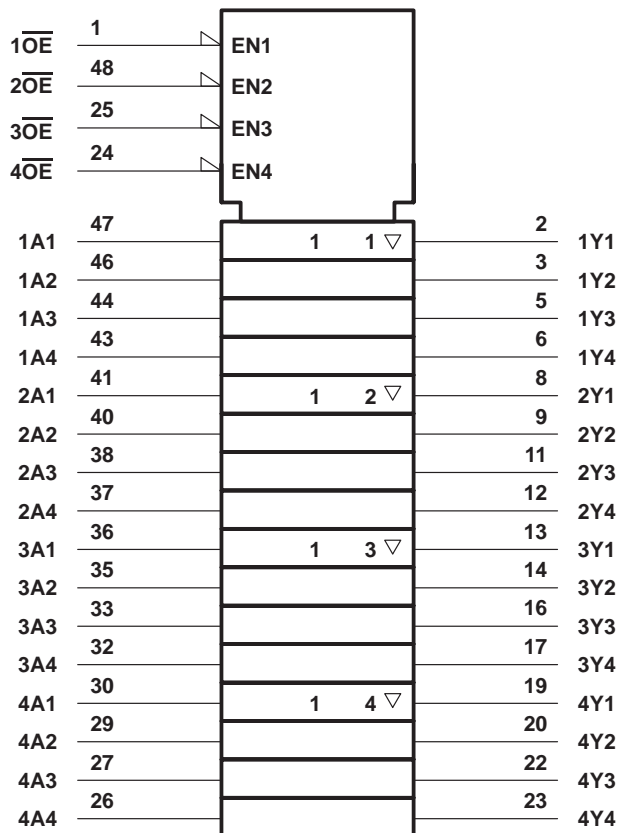 1O̅E̅ 1 EN1
2O̅E̅ 48 EN2
3O̅E̅ 25 EN3
4O̅E̅ 24 EN4
1A1 47 1 1 ▽ 2 1Y1
1A2 46 3 1Y2
1A3 44 5 1Y3
1A4 43 6 1Y4
2A1 41 1 2 ▽ 8 2Y1
2A2 40 9 2Y2
2A3 38 11 2Y3
2A4 37 12 2Y4
3A1 36 1 3 ▽ 13 3Y1
3A2 35 14 3Y2
3A3 33 16 3Y3
3A4 32 17 3Y4
4A1 30 1 4 ▽ 19 4Y1
4A2 29 20 4Y2
4A3 27 22 4Y3
4A4 26 23 4Y4